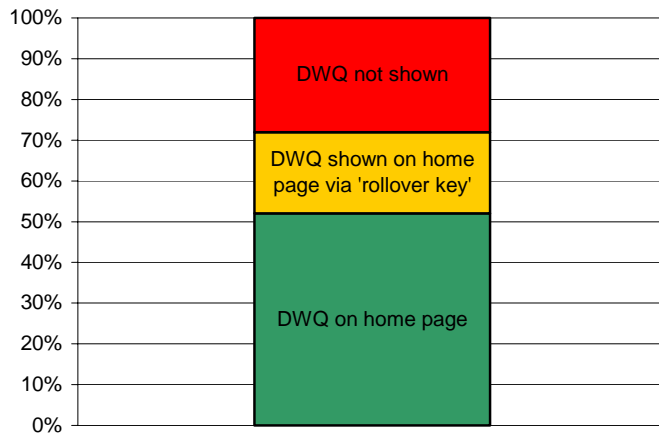 100%
90%
80%
70%
60%
50%
40%
30%
20%
10%
0%
DWQ not shown
DWQ shown on home
page via 'rollover key'
DWQ on home page